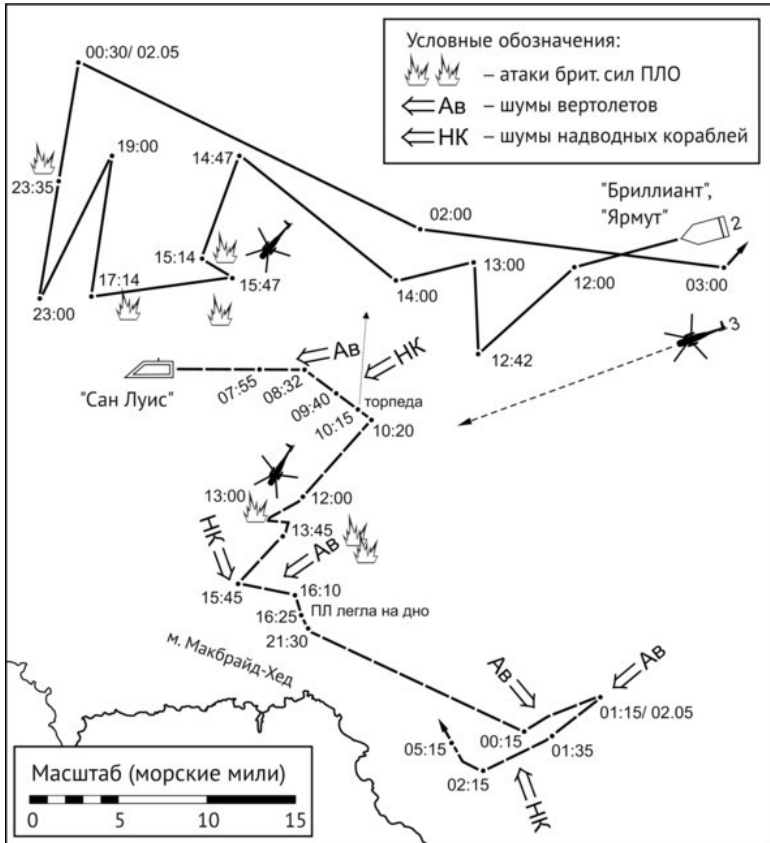 00:30/ 02.05
Условные обозначения:
– атаки брит. сил ПЛО
Ав – шумы вертолетов
НК – шумы надводных кораблей
19:00
14:47
23:35
"Бриллиант",
"Ярмут"
2
02:00
15:14
13:00
15:47
12:00
03:00
17:14
14:00
23:00
12:42
3
Ав
НК
"Сан Луис"
07:55
08:32
09:40
10:15
торпеда
10:20
13:00
12:00
НК
13:45
Ав
15:45
16:10
16:25
ПЛ легла на дно
21:30
м. Макбрайд-Хед
Ав
Ав
01:15/ 02.05
00:15
01:35
05:15
02:15
НК
Масштаб (морские мили)
0 5 10 15